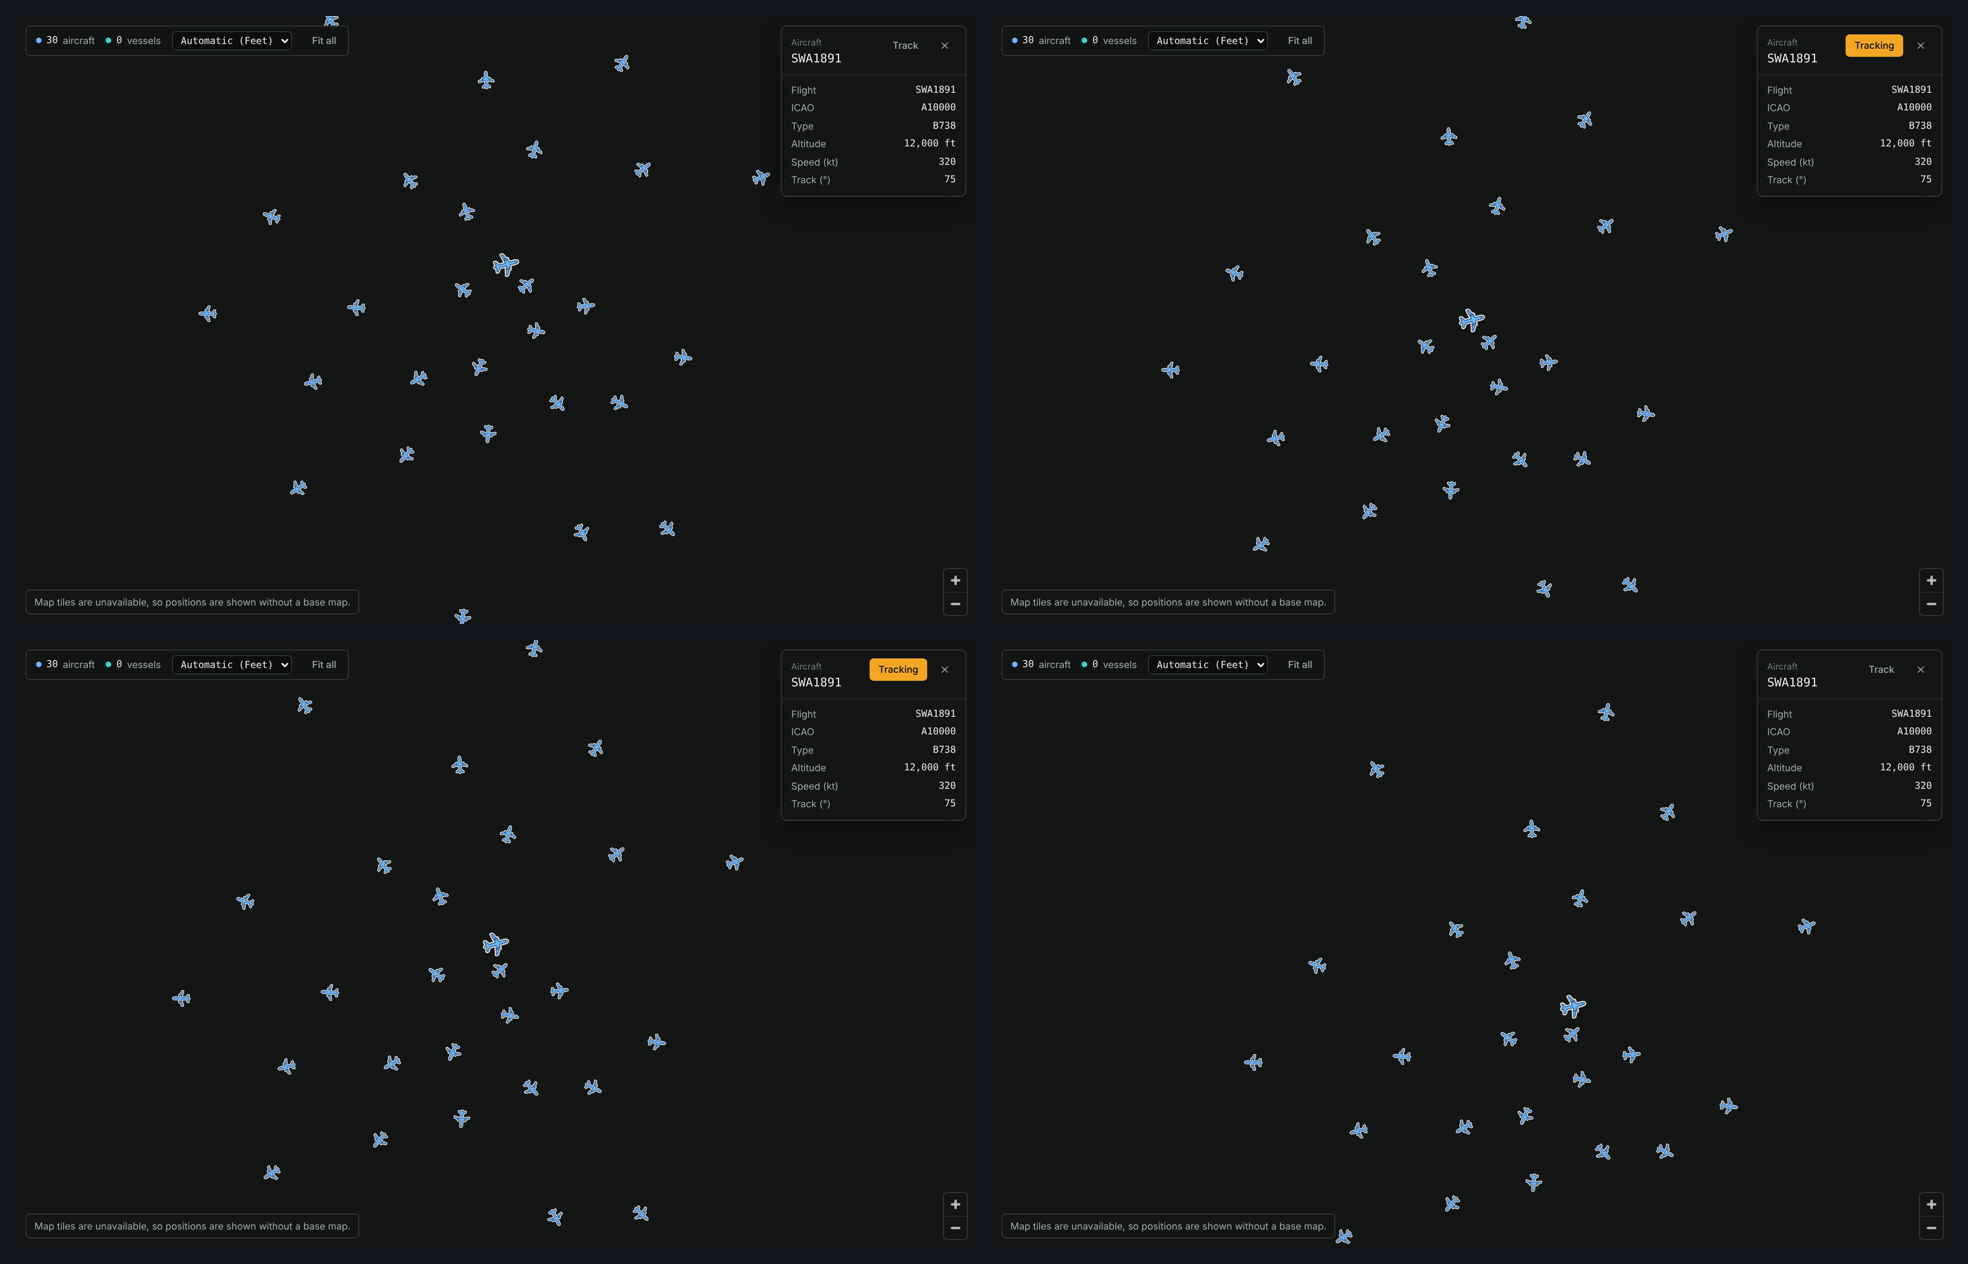 30 aircraft 0 vessels Automatic (Feet) Fit all
Aircraft Track ×
SWA1891
Flight SWA1891
ICAO A10000
Type B738
Altitude 12,000 ft
Speed (kt) 320
Track (°) 75
+
−
Map tiles are unavailable, so positions are shown without a base map.
30 aircraft 0 vessels Automatic (Feet) Fit all
Aircraft Tracking ×
SWA1891
Flight SWA1891
ICAO A10000
Type B738
Altitude 12,000 ft
Speed (kt) 320
Track (°) 75
+
−
Map tiles are unavailable, so positions are shown without a base map.
30 aircraft 0 vessels Automatic (Feet) Fit all
Aircraft Tracking ×
SWA1891
Flight SWA1891
ICAO A10000
Type B738
Altitude 12,000 ft
Speed (kt) 320
Track (°) 75
+
−
Map tiles are unavailable, so positions are shown without a base map.
30 aircraft 0 vessels Automatic (Feet) Fit all
Aircraft Track ×
SWA1891
Flight SWA1891
ICAO A10000
Type B738
Altitude 12,000 ft
Speed (kt) 320
Track (°) 75
+
−
Map tiles are unavailable, so positions are shown without a base map.